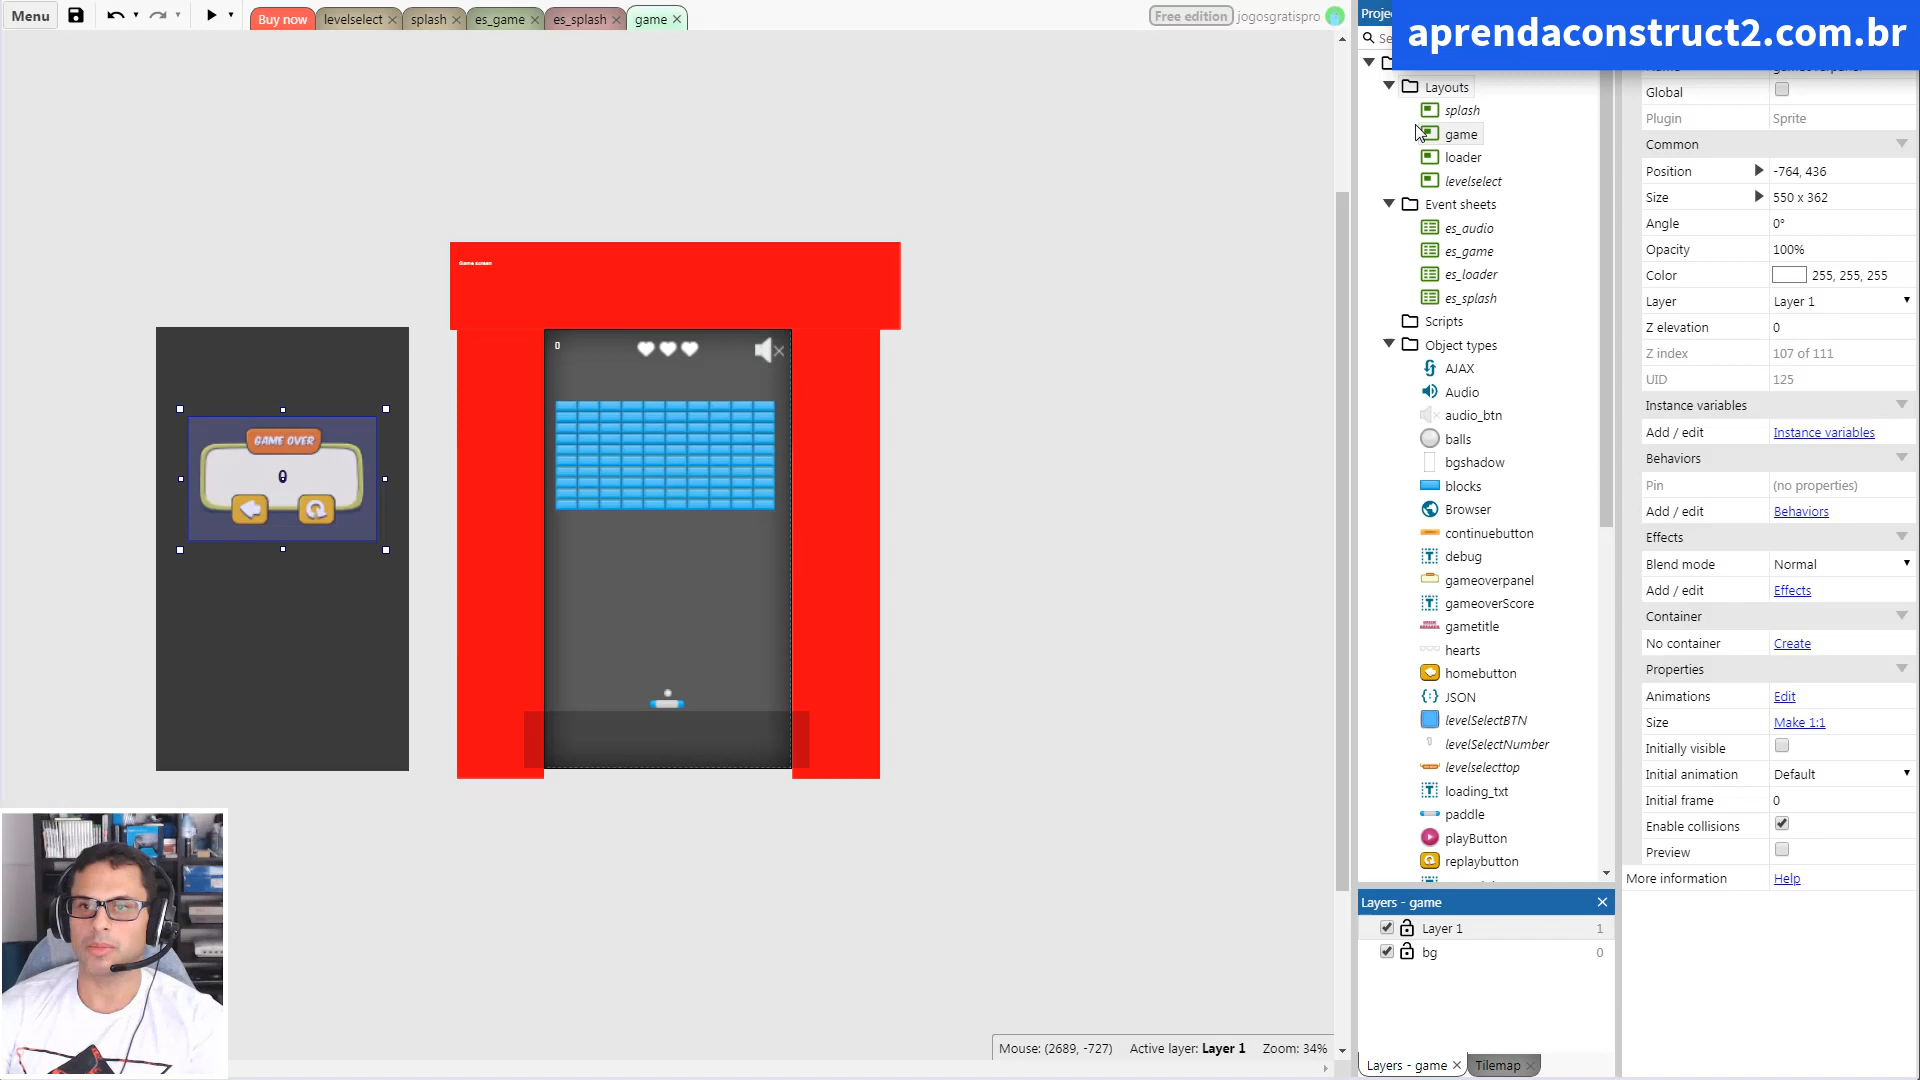 Menu
Buy now
levelselect
splash
es_game
es_splash
game
Free edition
jogosgratispro
aprendaconstruct2.com.br
Layouts
splash
game
loader
levelselect
Event sheets
es_audio
es_game
es_loader
es_splash
Scripts
Object types
AJAX
Audio
audio_btn
balls
bgshadow
blocks
Browser
continuebutton
debug
gameoverpanel
gameoverScore
gametitle
hearts
homebutton
JSON
levelSelectBTN
levelSelectNumber
levelselecttop
loading_txt
paddle
playButton
replaybutton
Global
Plugin Sprite
Common
Position -764, 436
Size 550 x 362
Angle 0°
Opacity 100%
Color 255, 255, 255
Layer Layer 1
Z elevation 0
Z index 107 of 111
UID 125
Instance variables
Add / edit Instance variables
Behaviors
Pin (no properties)
Add / edit Behaviors
Effects
Blend mode Normal
Add / edit Effects
Container
No container Create
Properties
Animations Edit
Size Make 1:1
Initially visible
Initial animation Default
Initial frame 0
Enable collisions
Preview
More information Help
Game screen
0
GAME OVER
0
Layers - game
Layer 1 1
bg 0
Layers - game
Tilemap
Mouse: (2689, -727) Active layer: Layer 1 Zoom: 34%